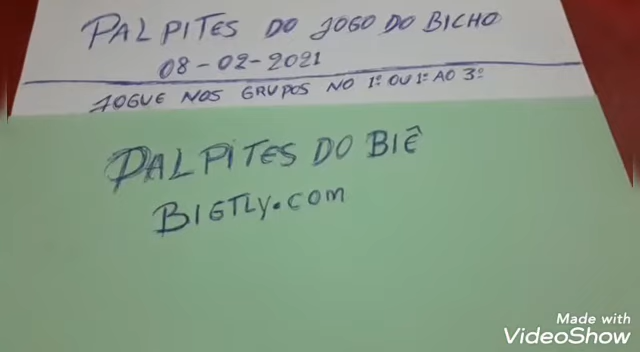 PALPITES DO JOGO DO BICHO
08-02-2021
JOGUE NOS GRUPOS NO 1º OU 1º AO 3º
PALPITES DO BIÊ
BIETLY.COM
Made with
VideoShow